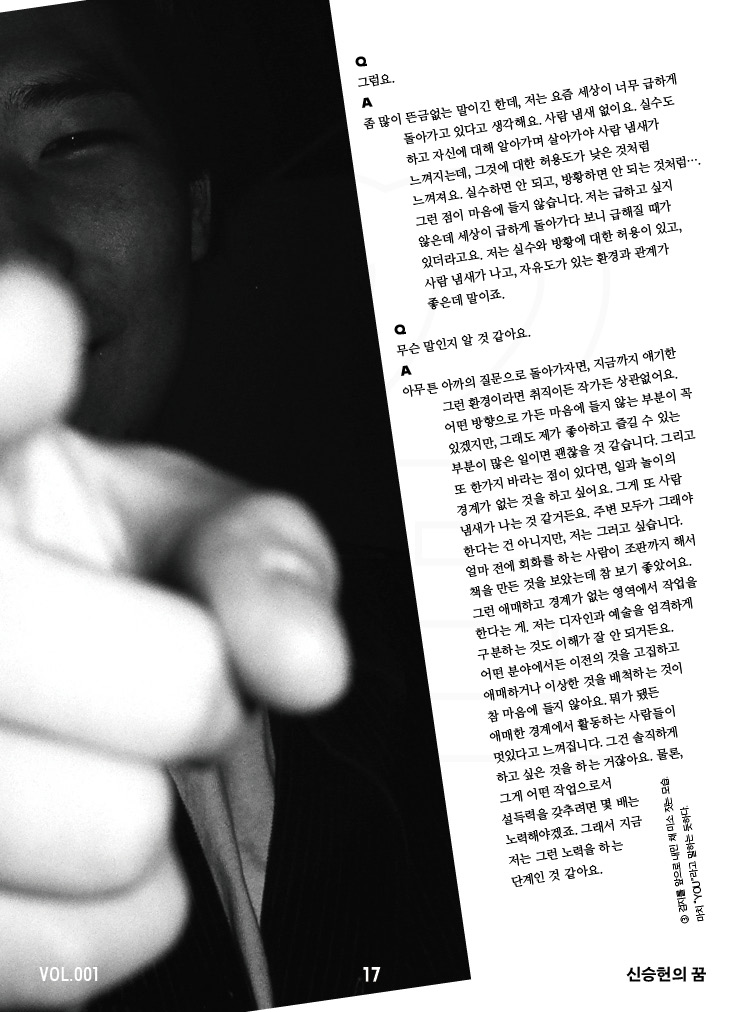 Q
그럼요.
A
좀 많이 뜬금없는 말이긴 한데, 저는 요즘 세상이 너무 급하게
돌아가고 있다고 생각해요. 사람 냄새 없이요. 실수도
하고 자신에 대해 알아가며 살아가야 사람 냄새가
느껴지는데, 그것에 대한 허용도가 낮은 것처럼
느껴져요. 실수하면 안 되고, 방황하면 안 되는 것처럼….
그런 점이 마음에 들지 않습니다. 저는 급하고 싶지
않은데 세상이 급하게 돌아가다 보니 급해질 때가
있더라고요. 저는 실수와 방황에 대한 허용이 있고,
사람 냄새가 나고, 자유도가 있는 환경과 관계가
좋은데 말이죠.
Q
무슨 말인지 알 것 같아요.
A
아무튼 아까의 질문으로 돌아가자면, 지금까지 얘기한
그런 환경이라면 취직이든 작가든 상관없어요.
어떤 방향으로 가든 마음에 들지 않는 부분이 꼭
있겠지만, 그래도 제가 좋아하고 즐길 수 있는
부분이 많은 일이면 괜찮을 것 같습니다. 그리고
또 한가지 바라는 점이 있다면, 일과 놀이의
경계가 없는 것을 하고 싶어요. 그게 또 사람
냄새가 나는 것 같거든요. 주변 모두가 그래야
한다는 건 아니지만, 저는 그러고 싶습니다.
얼마 전에 회화를 하는 사람이 조판까지 해서
책을 만든 것을 보았는데 참 보기 좋았어요.
그런 애매하고 경계가 없는 영역에서 작업을
한다는 게. 저는 디자인과 예술을 엄격하게
구분하는 것도 이해가 잘 안 되거든요.
어떤 분야에서든 이전의 것을 고집하고
애매하거나 이상한 것을 배척하는 것이
참 마음에 들지 않아요. 뭐가 됐든
애매한 경계에서 활동하는 사람들이
멋있다고 느껴집니다. 그건 솔직하게
하고 싶은 것을 하는 거잖아요. 물론,
그게 어떤 작업으로서
설득력을 갖추려면 몇 배는
노력해야겠죠. 그래서 지금
저는 그런 노력을 하는
단계인 것 같아요.
③ 검지를 앞으로 내민 채 미소 짓는 모습.
마치 "YOU"라고 말하는 듯하다.
VOL.001
17
신승헌의 꿈